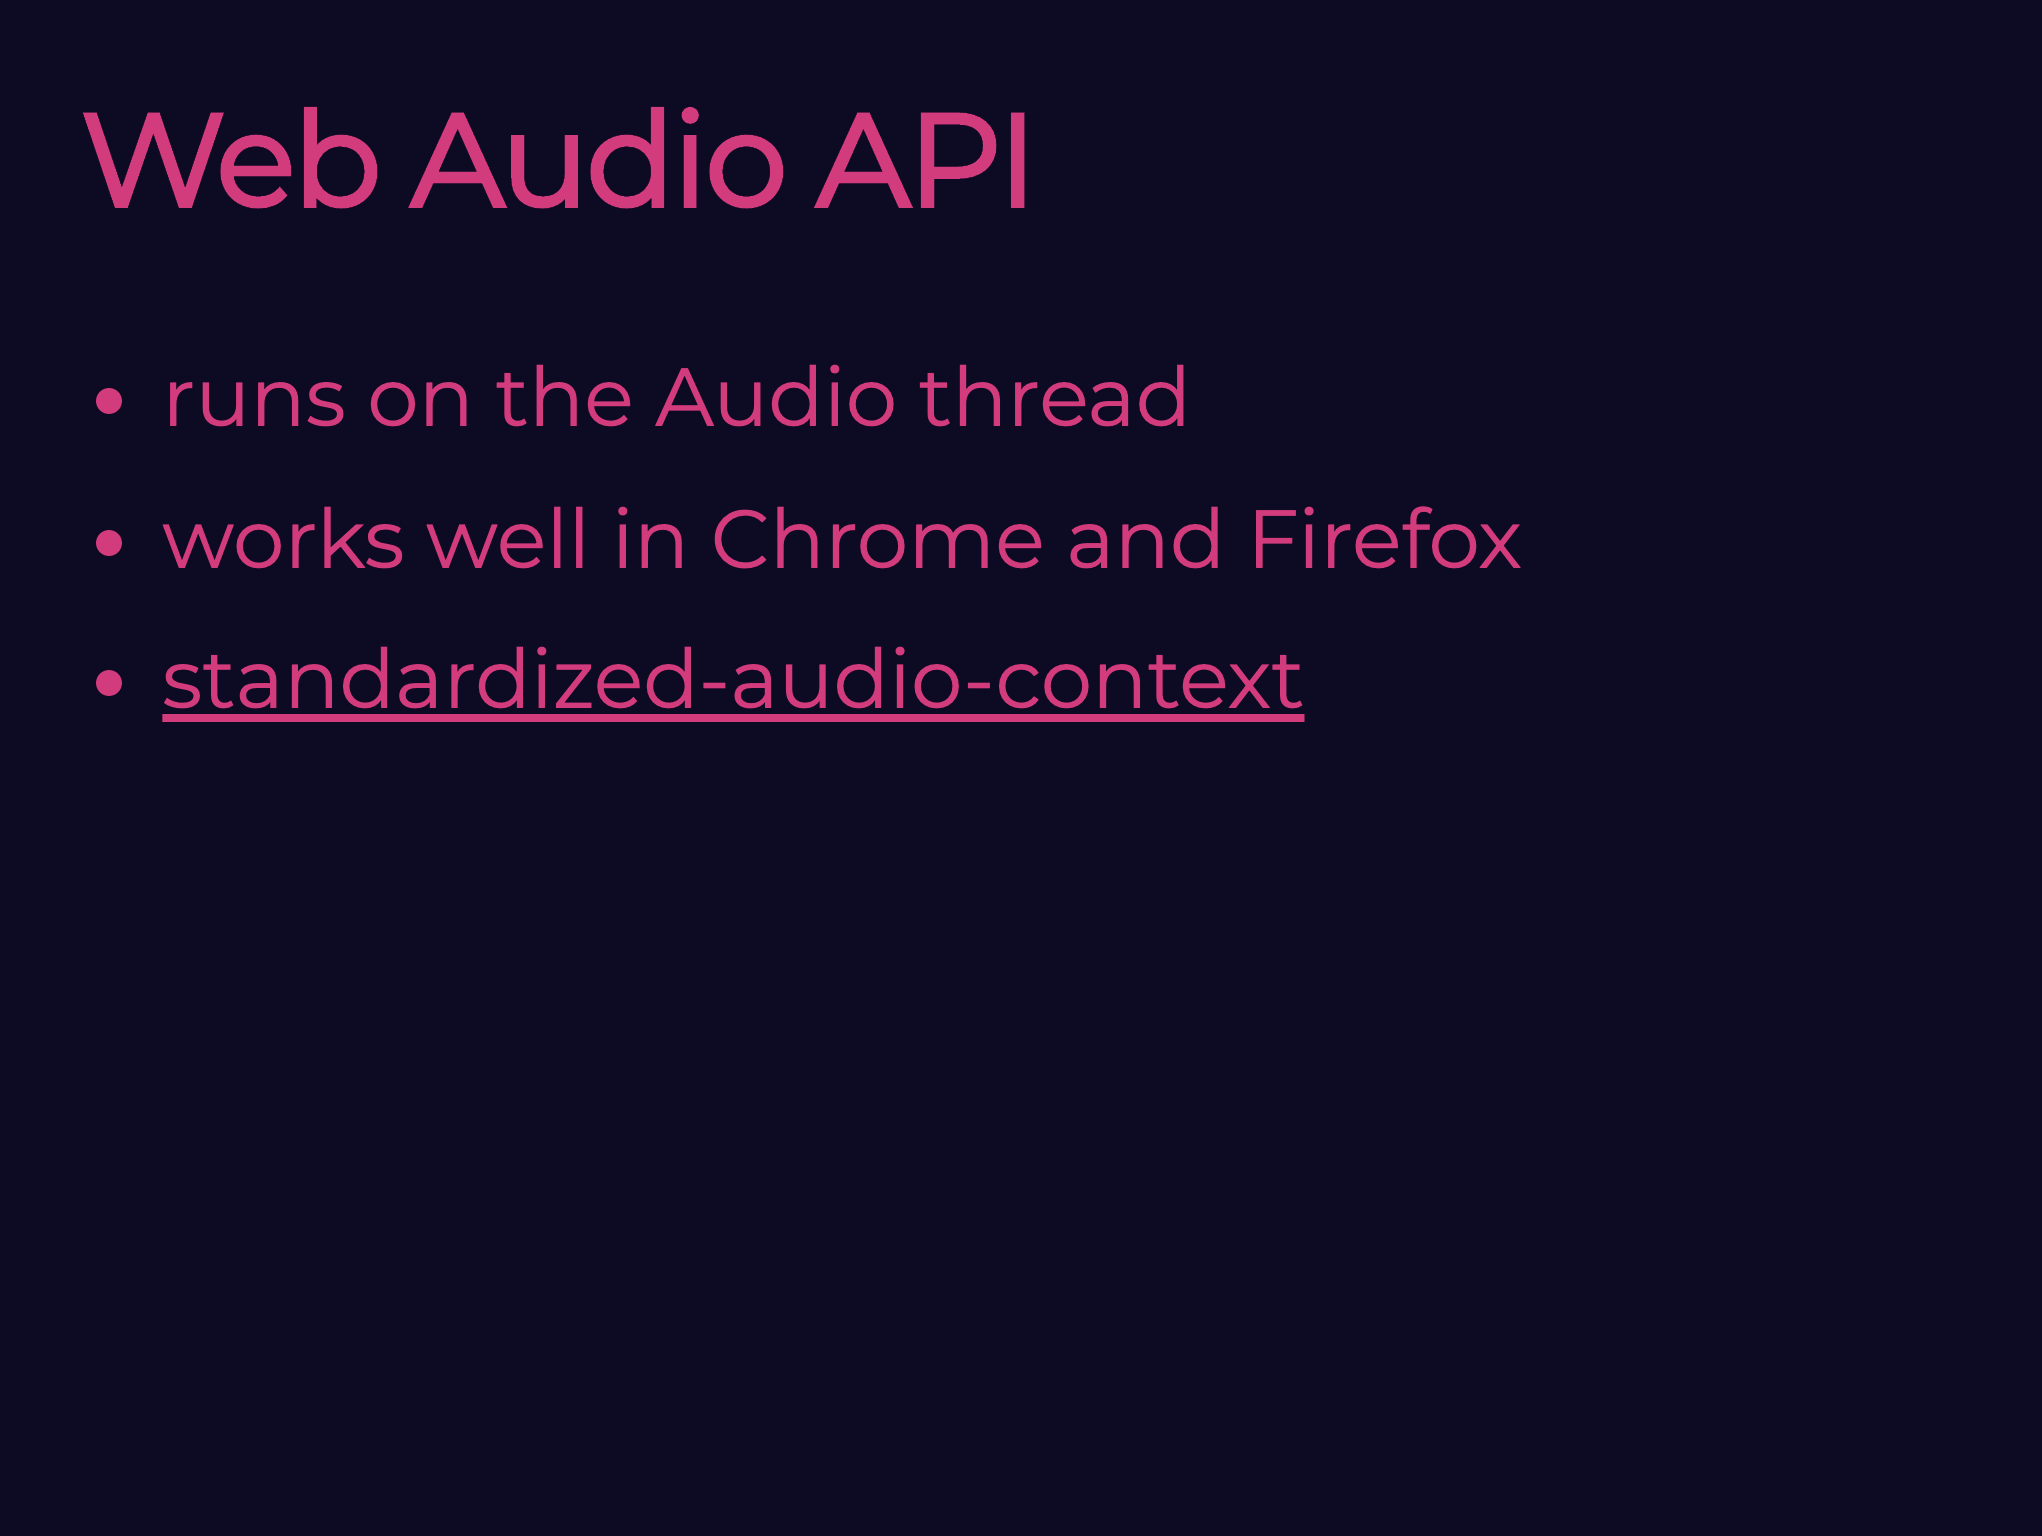 Web Audio API
• runs on the Audio thread
• works well in Chrome and Firefox
• standardized-audio-context